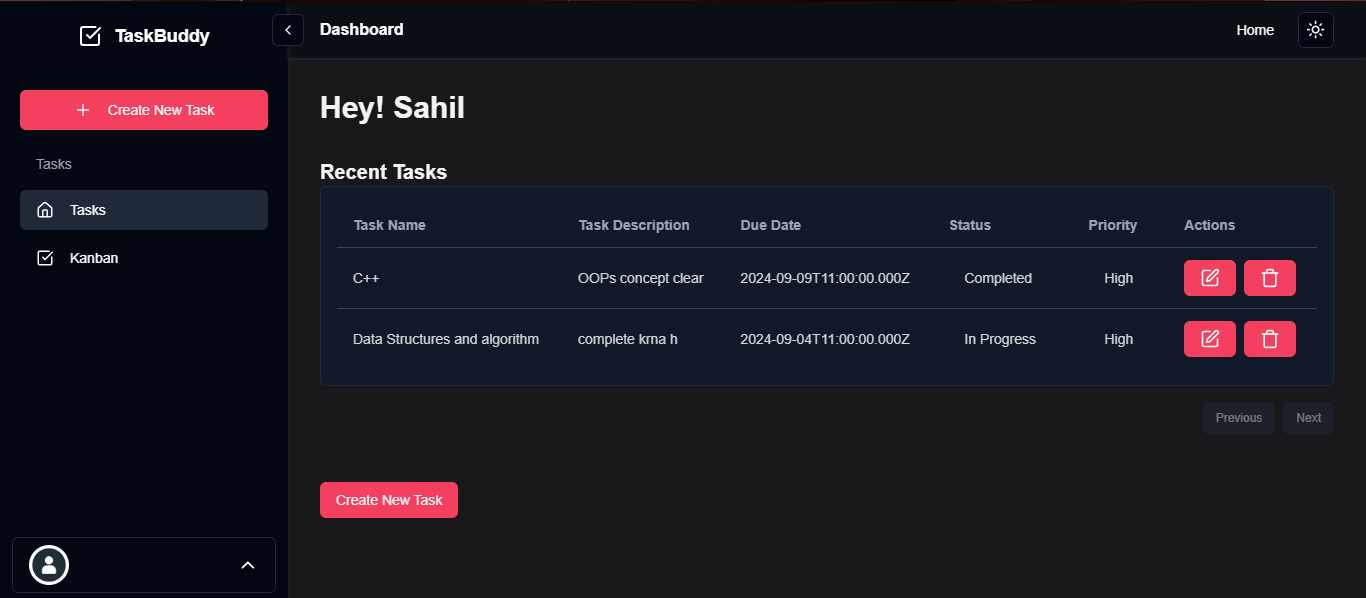 TaskBuddy
Dashboard
Home
Create New Task
Tasks
Tasks
Kanban
Hey! Sahil
Recent Tasks
Task Name Task Description Due Date Status Priority Actions
C++ OOPs concept clear 2024-09-09T11:00:00.000Z Completed High
Data Structures and algorithm complete krna h 2024-09-04T11:00:00.000Z In Progress High
Previous Next
Create New Task